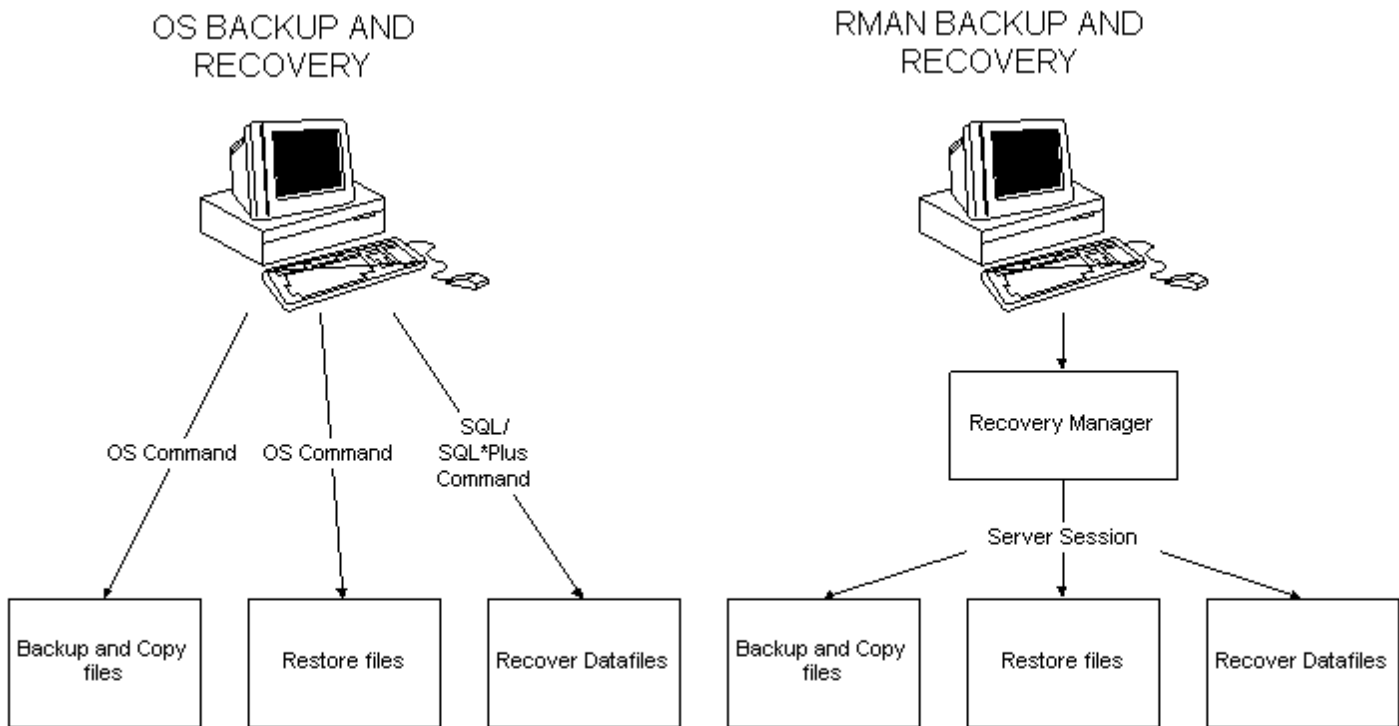 OS BACKUP AND
RECOVERY
RMAN BACKUP AND
RECOVERY
OS Command
OS Command
SQL/
SQL*Plus
Command
Recovery Manager
Server Session
Backup and Copy
files
Restore files
Recover Datafiles
Backup and Copy
files
Restore files
Recover Datafiles